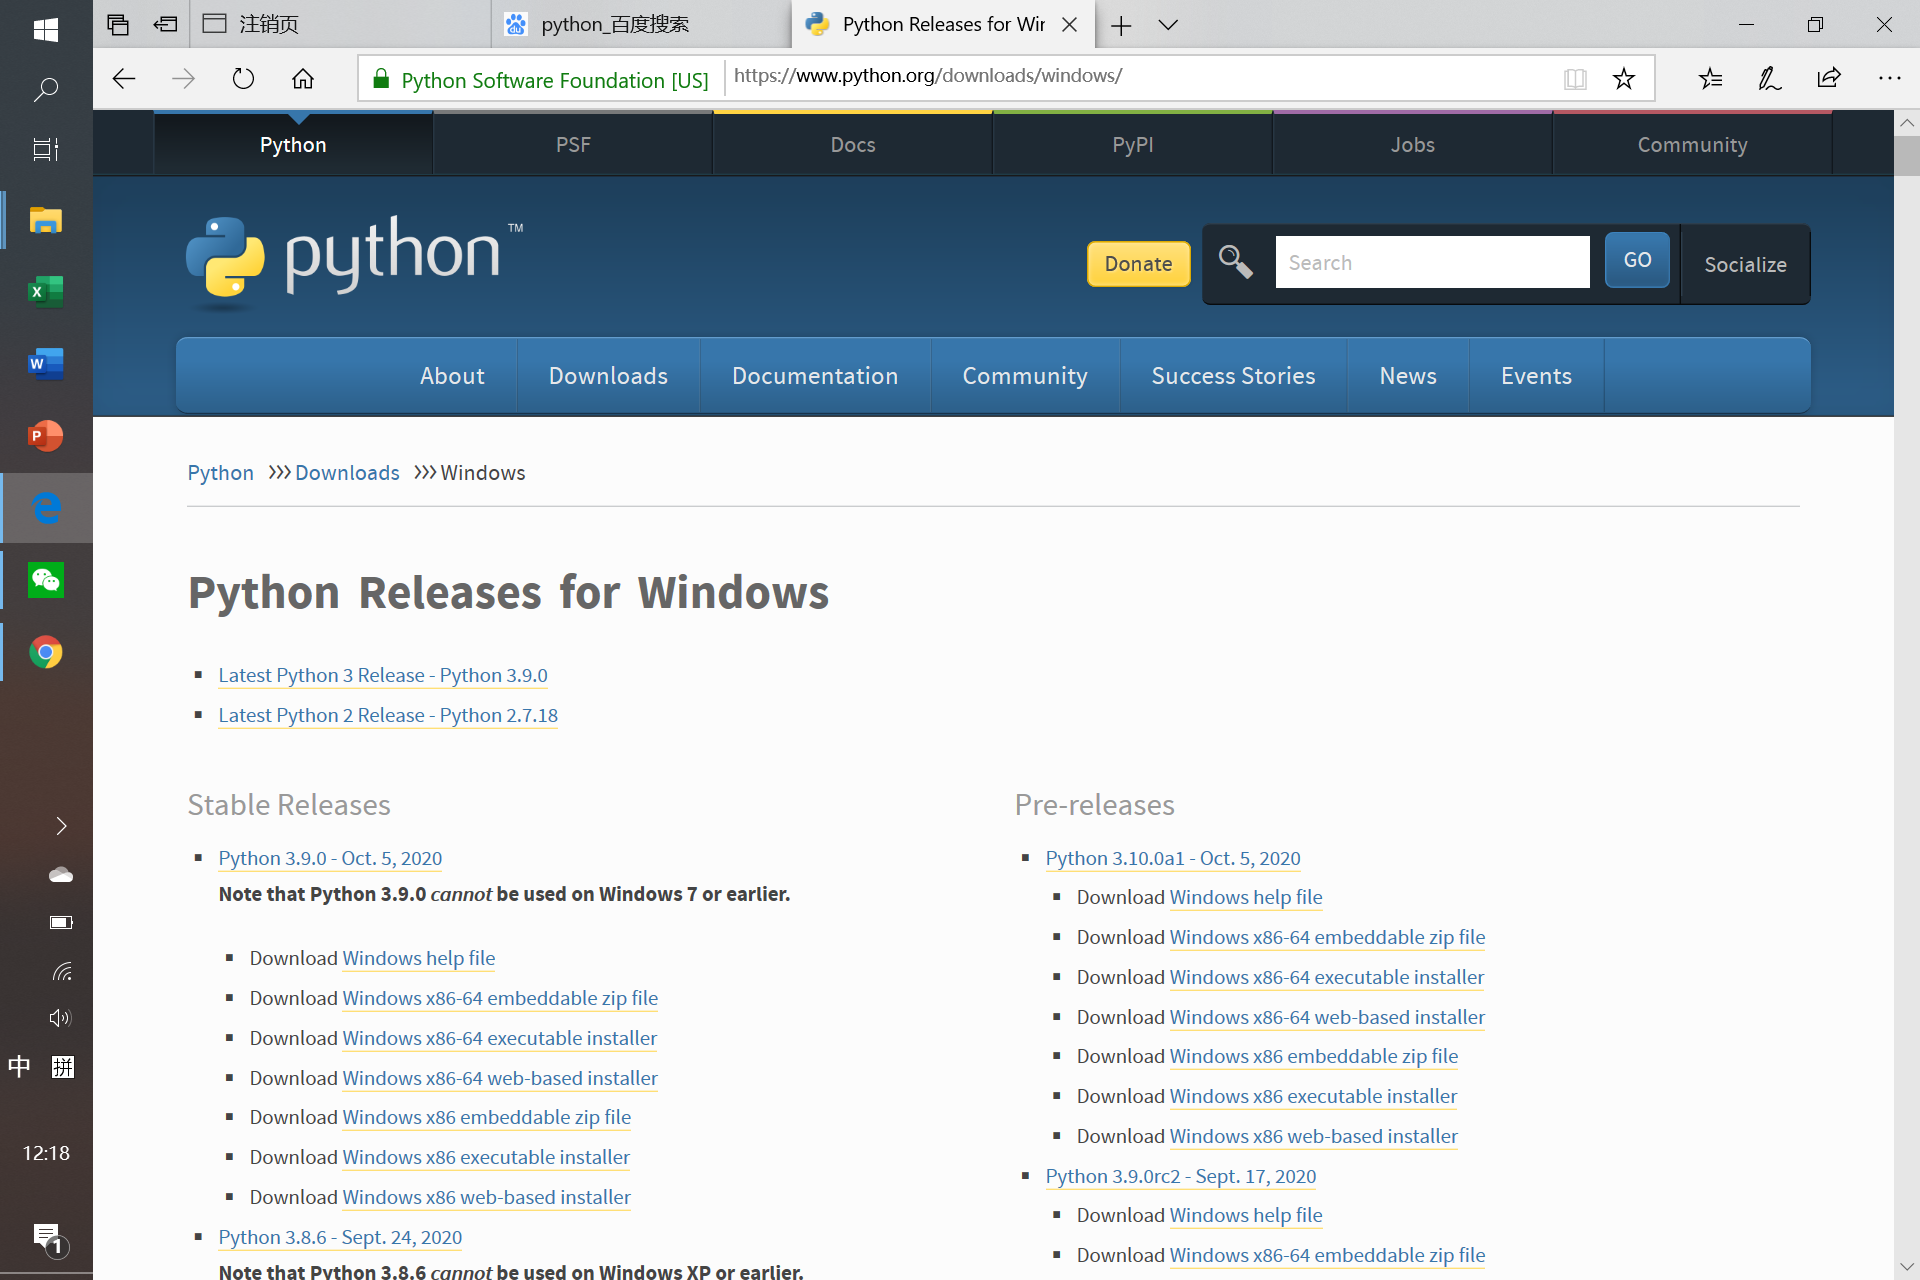 注销页
python_百度搜索
Python Releases for Wir
Python Software Foundation [US]
https://www.python.org/downloads/windows/
Python
PSF
Docs
PyPI
Jobs
Community
python™
Donate
Search
GO
Socialize
About
Downloads
Documentation
Community
Success Stories
News
Events
Python >>> Downloads >>> Windows
Python Releases for Windows
Latest Python 3 Release - Python 3.9.0
Latest Python 2 Release - Python 2.7.18
Stable Releases
Python 3.9.0 - Oct. 5, 2020
Note that Python 3.9.0 cannot be used on Windows 7 or earlier.
Download Windows help file
Download Windows x86-64 embeddable zip file
Download Windows x86-64 executable installer
Download Windows x86-64 web-based installer
Download Windows x86 embeddable zip file
Download Windows x86 executable installer
Download Windows x86 web-based installer
Python 3.8.6 - Sept. 24, 2020
Note that Python 3.8.6 cannot be used on Windows XP or earlier.
Pre-releases
Python 3.10.0a1 - Oct. 5, 2020
Download Windows help file
Download Windows x86-64 embeddable zip file
Download Windows x86-64 executable installer
Download Windows x86-64 web-based installer
Download Windows x86 embeddable zip file
Download Windows x86 executable installer
Download Windows x86 web-based installer
Python 3.9.0rc2 - Sept. 17, 2020
Download Windows help file
Download Windows x86-64 embeddable zip file
中 拼
12:18
1